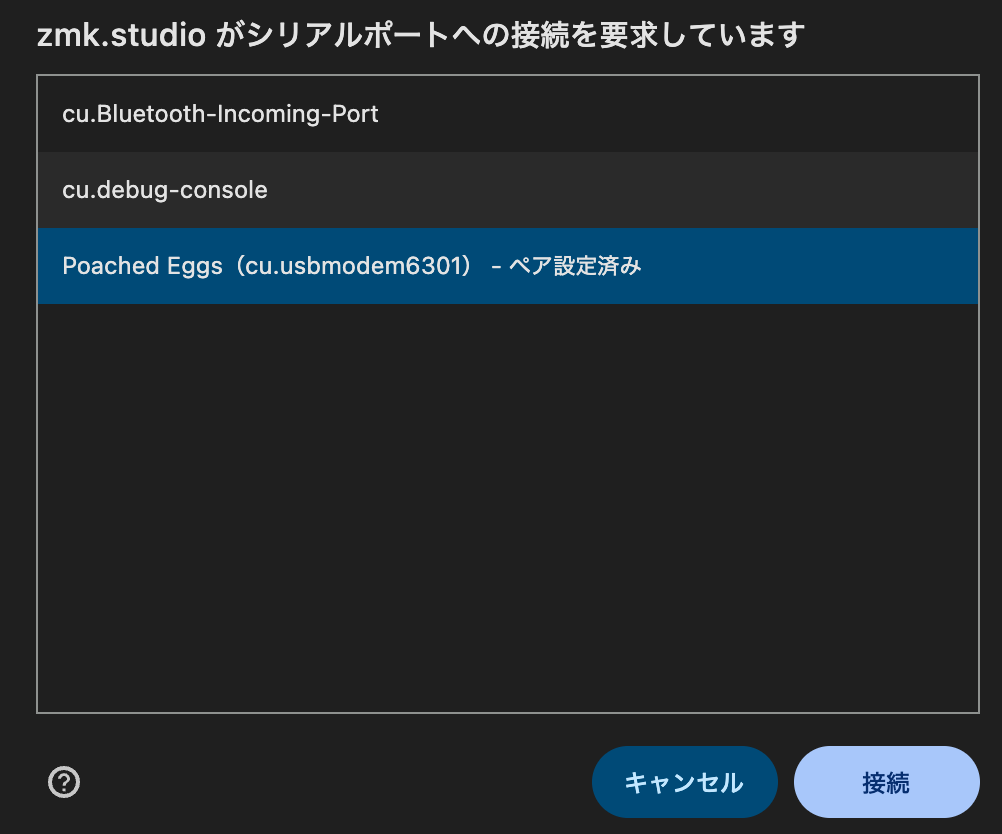 zmk.studio がシリアルポートへの接続を要求しています
cu.Bluetooth-Incoming-Port
cu.debug-console
Poached Eggs（cu.usbmodem6301） - ペア設定済み
キャンセル
接続